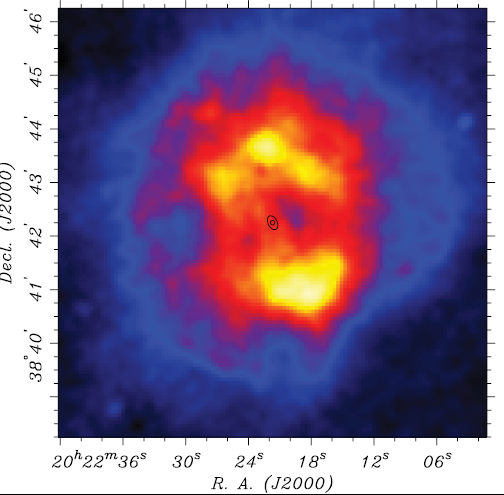 46'
45'
44'
43'
42'
41'
38° 40'
Decl. (J2000)
20ʰ22ᵐ36ˢ 30ˢ 24ˢ 18ˢ 12ˢ 06ˢ
R. A. (J2000)